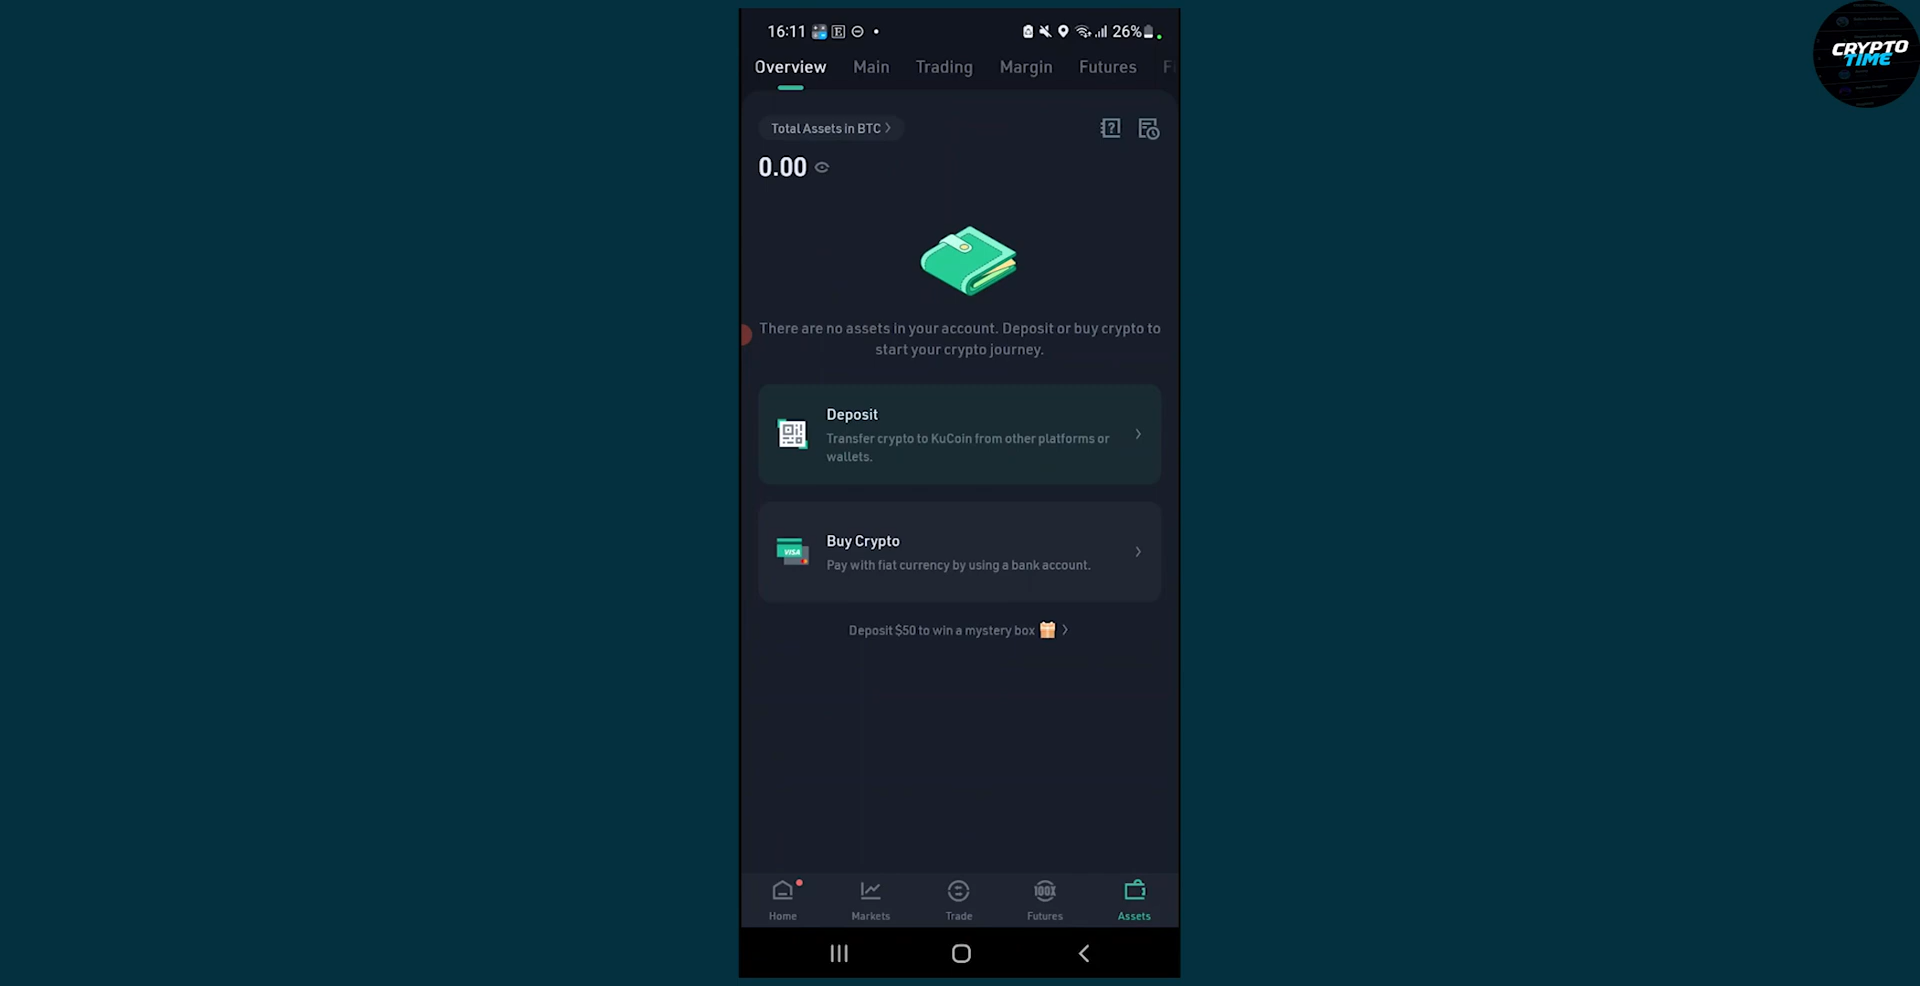 16:11 E 26%
CRYPTO
TIME
Overview Main Trading Margin Futures Fi
Total Assets in BTC
0.00
There are no assets in your account. Deposit or buy crypto to
start your crypto journey.
Deposit
Transfer crypto to KuCoin from other platforms or
wallets.
VISA
Buy Crypto
Pay with fiat currency by using a bank account.
Deposit $50 to win a mystery box
100X
Home Markets Trade Futures Assets